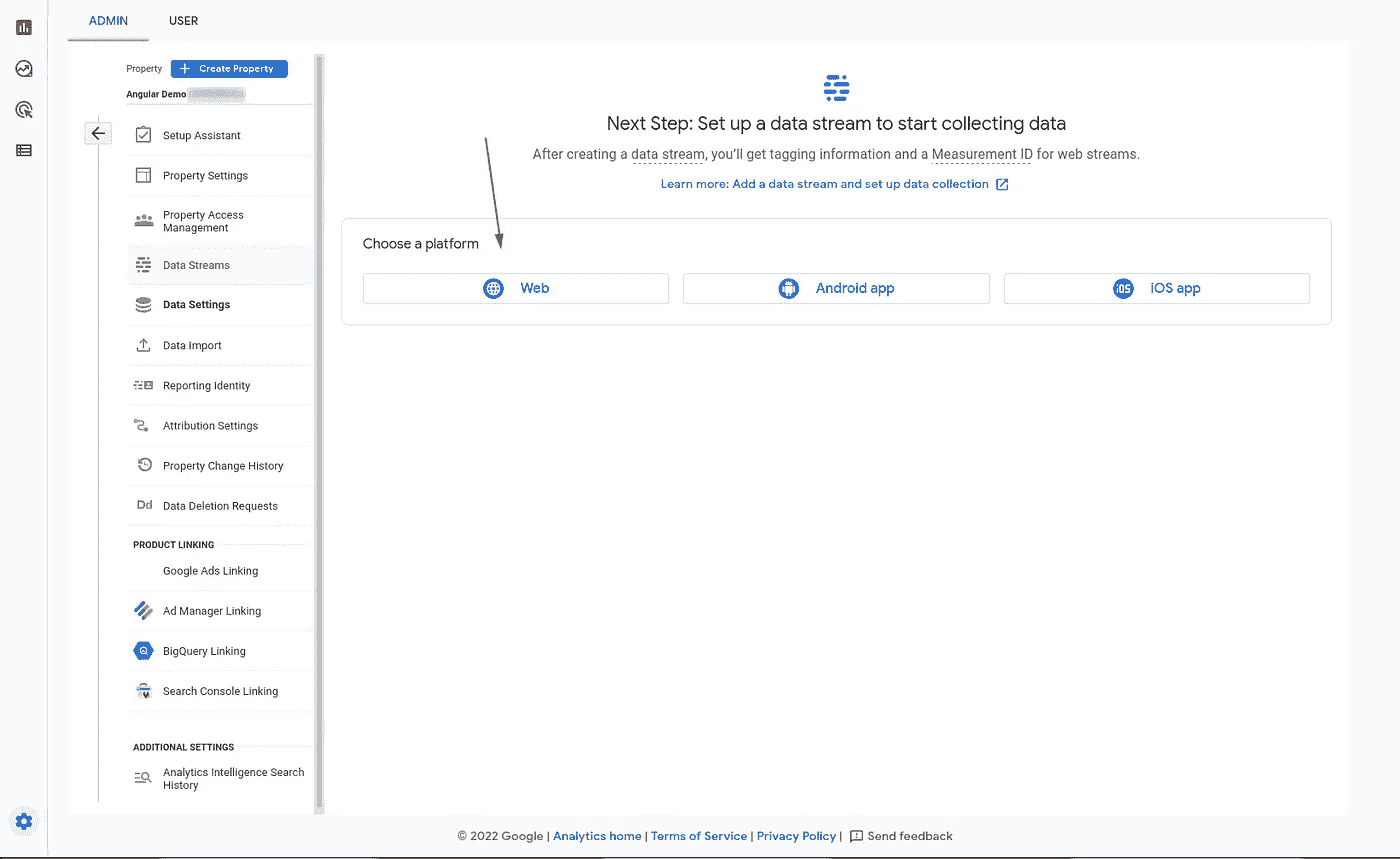 ADMIN USER
Property + Create Property
Angular Demo
Setup Assistant
Property Settings
Property Access
Management
Data Streams
Data Settings
Data Import
Reporting Identity
Attribution Settings
Property Change History
Dd Data Deletion Requests
PRODUCT LINKING
Google Ads Linking
Ad Manager Linking
BigQuery Linking
Search Console Linking
ADDITIONAL SETTINGS
Analytics Intelligence Search
History
Next Step: Set up a data stream to start collecting data
After creating a data stream, you’ll get tagging information and a Measurement ID for web streams.
Learn more: Add a data stream and set up data collection
Choose a platform
Web
Android app
iOS iOS app
© 2022 Google | Analytics home | Terms of Service | Privacy Policy | Send feedback